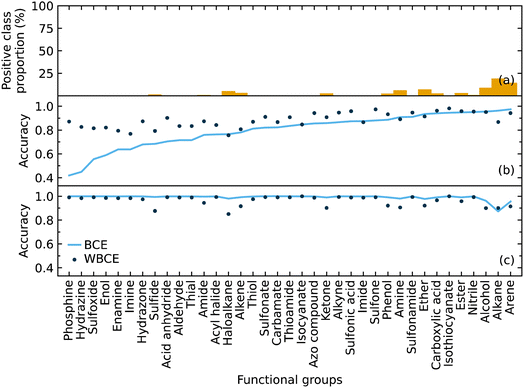 Positive class
proportion (%)
100
75
50
25
(a)
Accuracy
1.0
0.8
0.6
0.4
(b)
Accuracy
1.0
0.8
0.6
0.4
BCE
WBCE
(c)
Phosphine
Hydrazine
Sulfoxide
Enol
Enamine
Imine
Hydrazone
Sulfide
Acid anhydride
Aldehyde
Thial
Amide
Acyl halide
Haloalkane
Alkene
Thiol
Sulfonate
Carbamate
Thioamide
Isocyanate
Azo compound
Ketone
Alkyne
Sulfonic acid
Imide
Sulfone
Phenol
Amine
Sulfonamide
Ether
Carboxylic acid
Isothiocyanate
Ester
Nitrile
Alcohol
Alkane
Arene
Functional groups